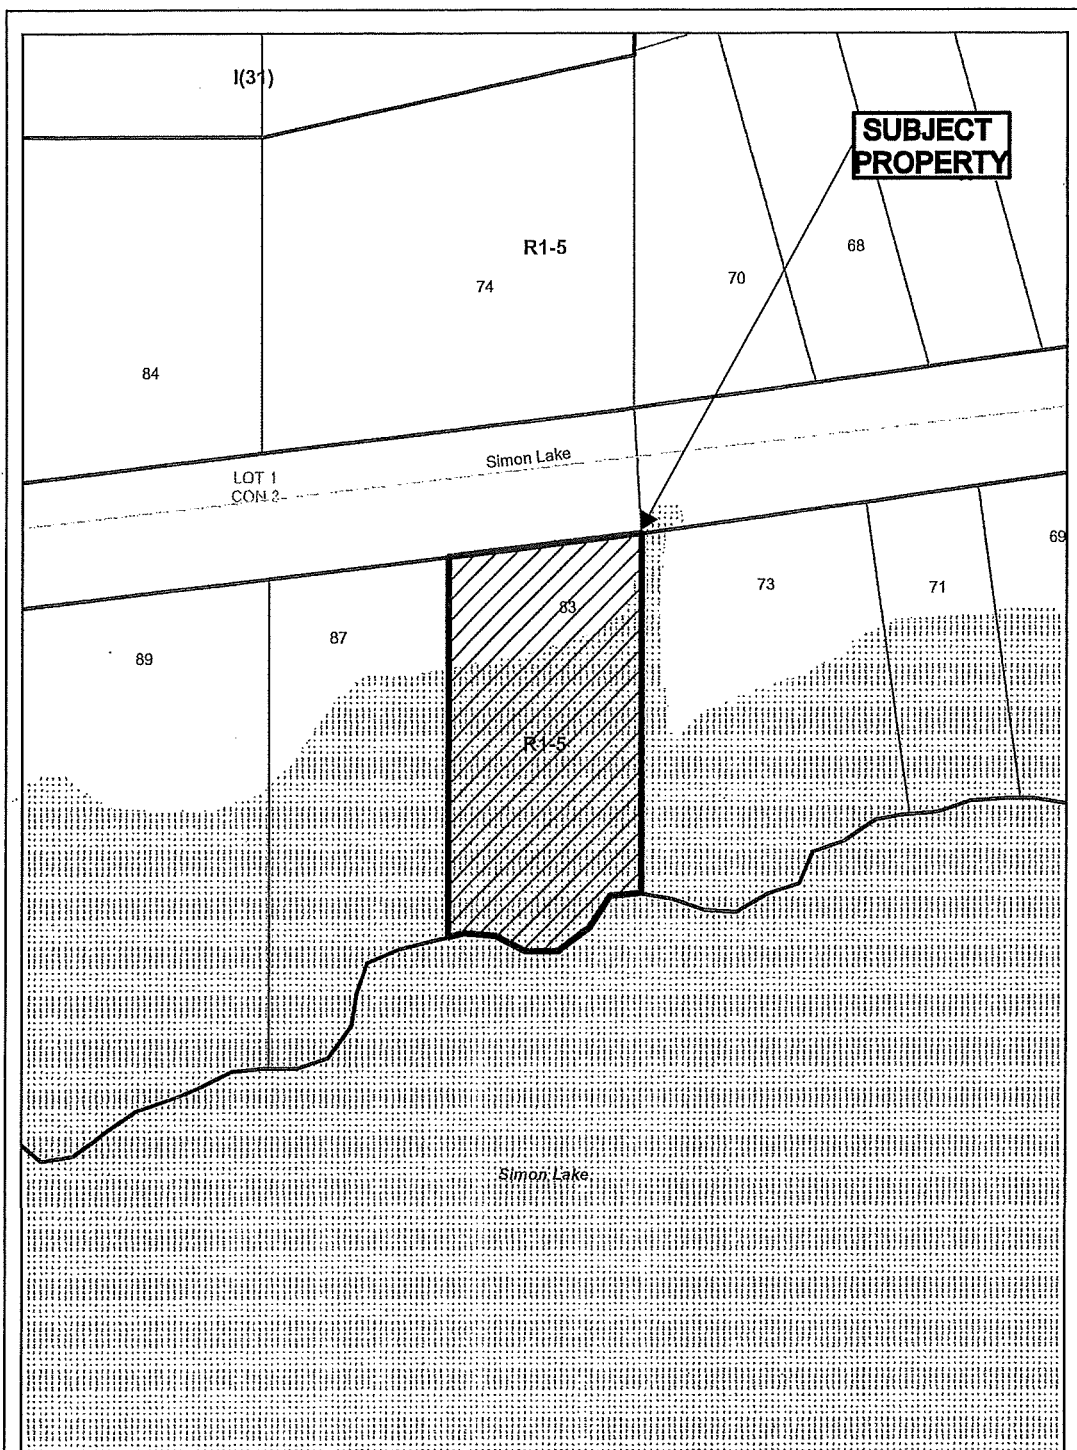 I(31)
SUBJECT
PROPERTY
R1-5
74
70
68
84
Simon Lake
LOT 1
CON 2
69
83
73
71
87
89
R1-5
Simon Lake